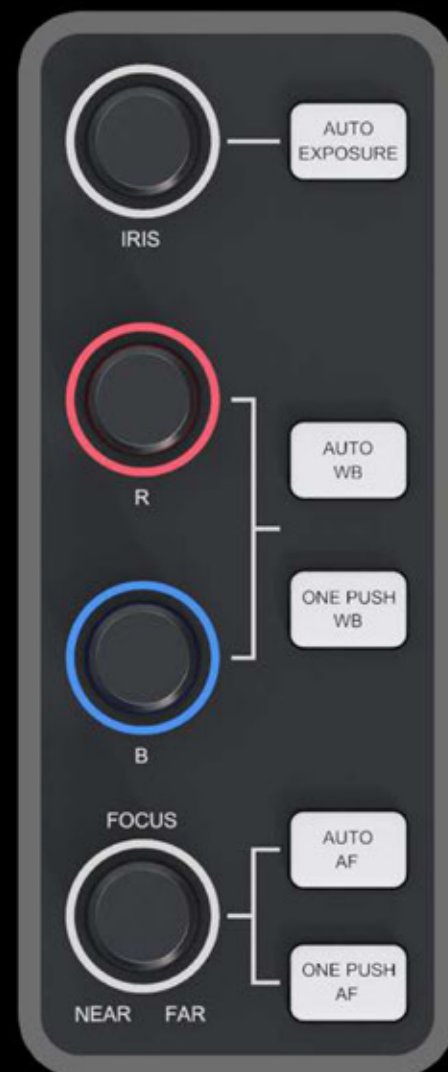 AUTO
EXPOSURE
IRIS
R
AUTO
WB
ONE PUSH
WB
B
FOCUS
AUTO
AF
ONE PUSH
AF
NEAR FAR